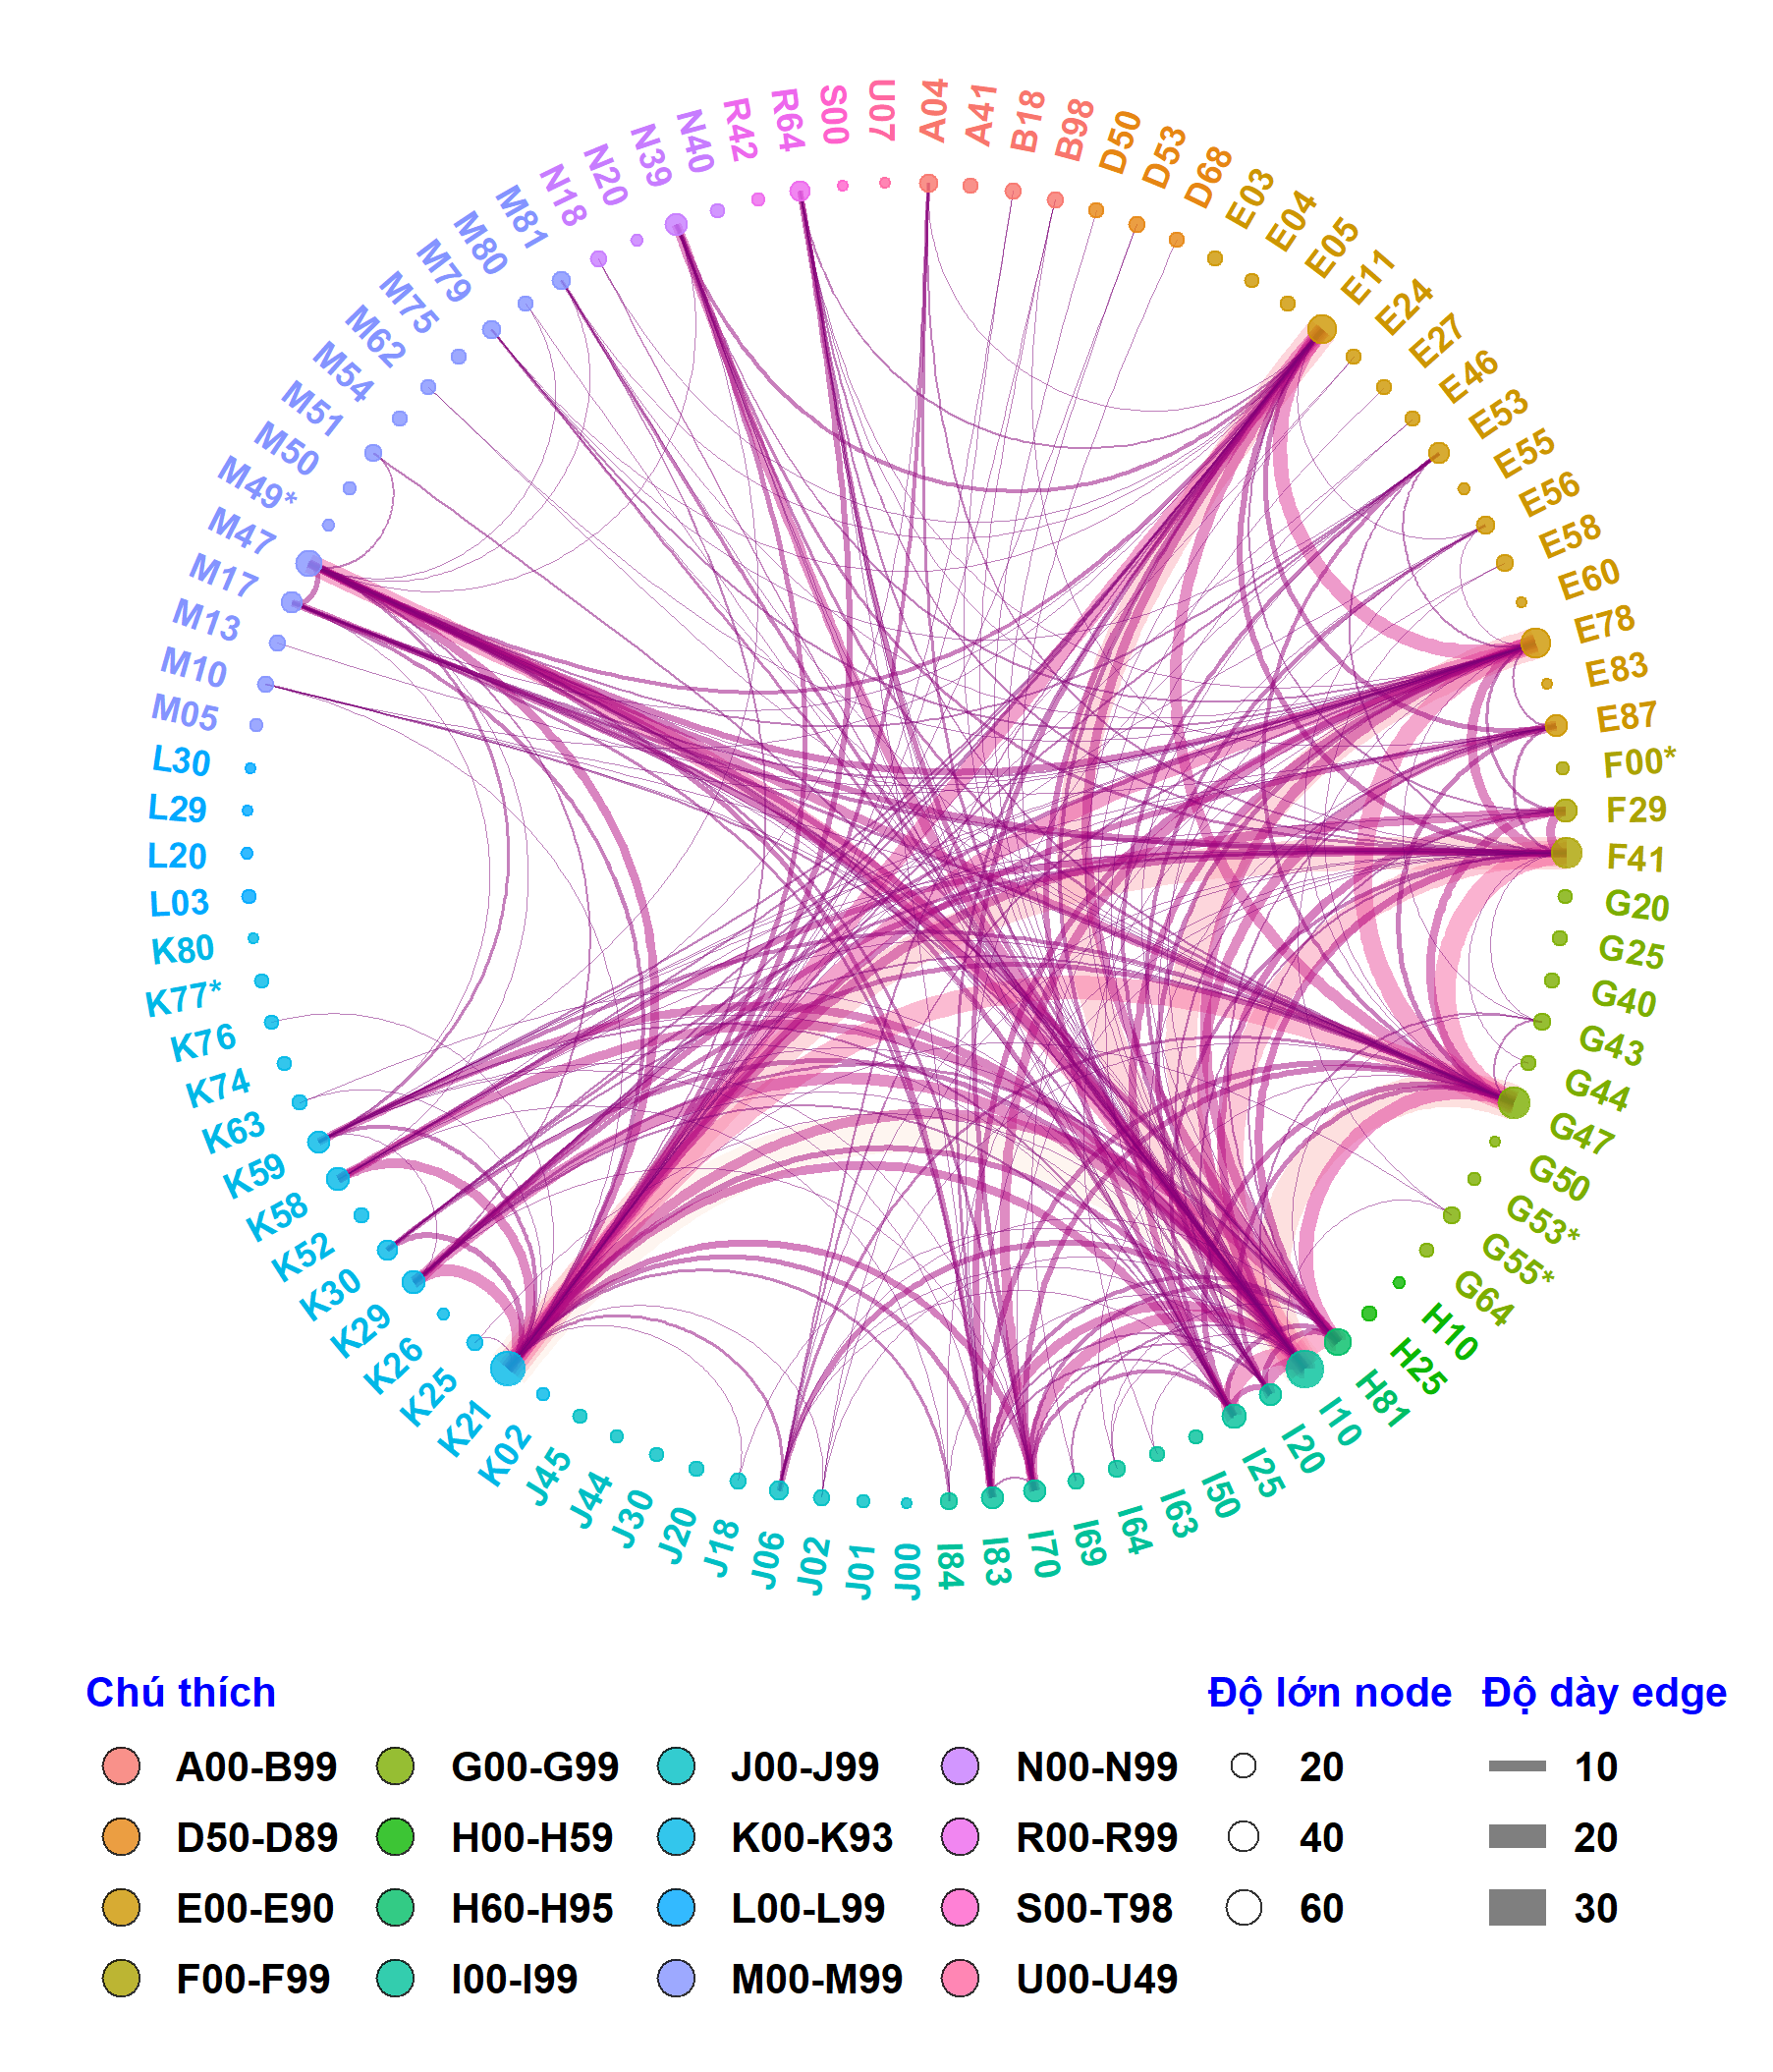 A04
A41
B18
B98
D50
D53
D68
E03
E04
E05
E11
E24
E27
E46
E53
E55
E56
E58
E60
E78
E83
E87
F00*
F29
F41
G20
G25
G40
G43
G44
G47
G50
G53*
G55*
G64
H10
H25
H81
I10
I20
I25
I50
I63
I64
I69
I70
I83
I84
J00
J01
J02
J06
J18
J20
J30
J44
J45
K02
K21
K25
K26
K29
K30
K52
K58
K59
K63
K74
K76
K77*
K80
L03
L20
L29
L30
M05
M10
M13
M17
M47
M49*
M50
M51
M54
M62
M75
M79
M80
M81
N18
N20
N39
N40
R42
R64
S00
U07
Chú thích
A00-B99
D50-D89
E00-E90
F00-F99
G00-G99
H00-H59
H60-H95
I00-I99
J00-J99
K00-K93
L00-L99
M00-M99
N00-N99
R00-R99
S00-T98
U00-U49
Độ lớn node
20
40
60
Độ dày edge
10
20
30